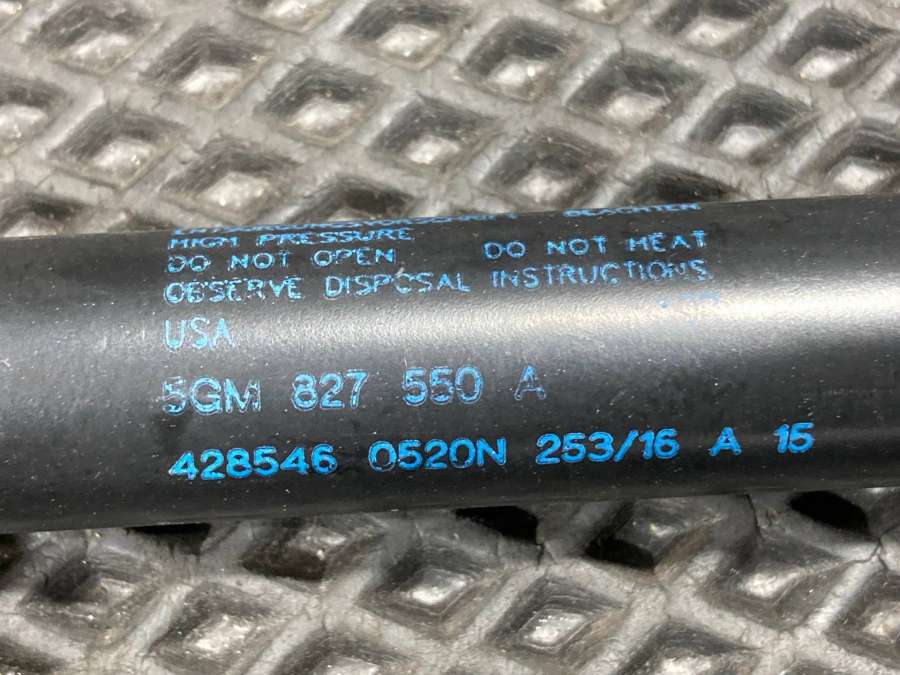 BEACHTEN
HIGH PRESSURE
DO NOT OPEN DO NOT HEAT
OBSERVE DISPOSAL INSTRUCTIONS
USA
5GM 827 550 A
428546 0520N 253/16 A 15